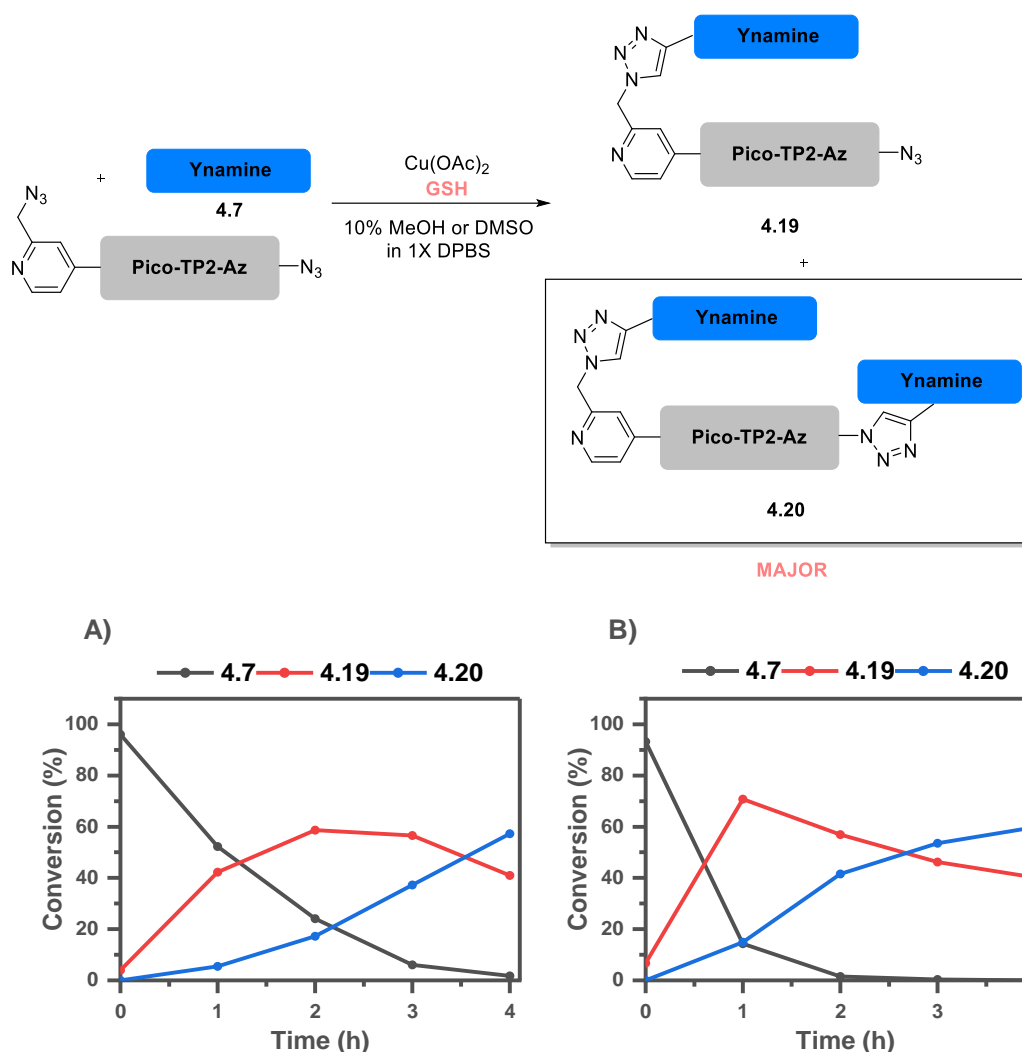 N₃
+
Ynamine
4.7
N
Pico-TP2-Az
N₃
Cu(OAc)₂
GSH
10% MeOH or DMSO
in 1X DPBS
N
N
N
Ynamine
N
Pico-TP2-Az
N₃
4.19
+
N
N
N
Ynamine
Ynamine
N
Pico-TP2-Az
N
N
N
4.20
MAJOR
A)
4.7 4.19 4.20
Conversion (%)
100
80
60
40
20
0
0 1 2 3 4
Time (h)
B)
4.7 4.19 4.20
Conversion (%)
100
80
60
40
20
0
0 1 2 3
Time (h)